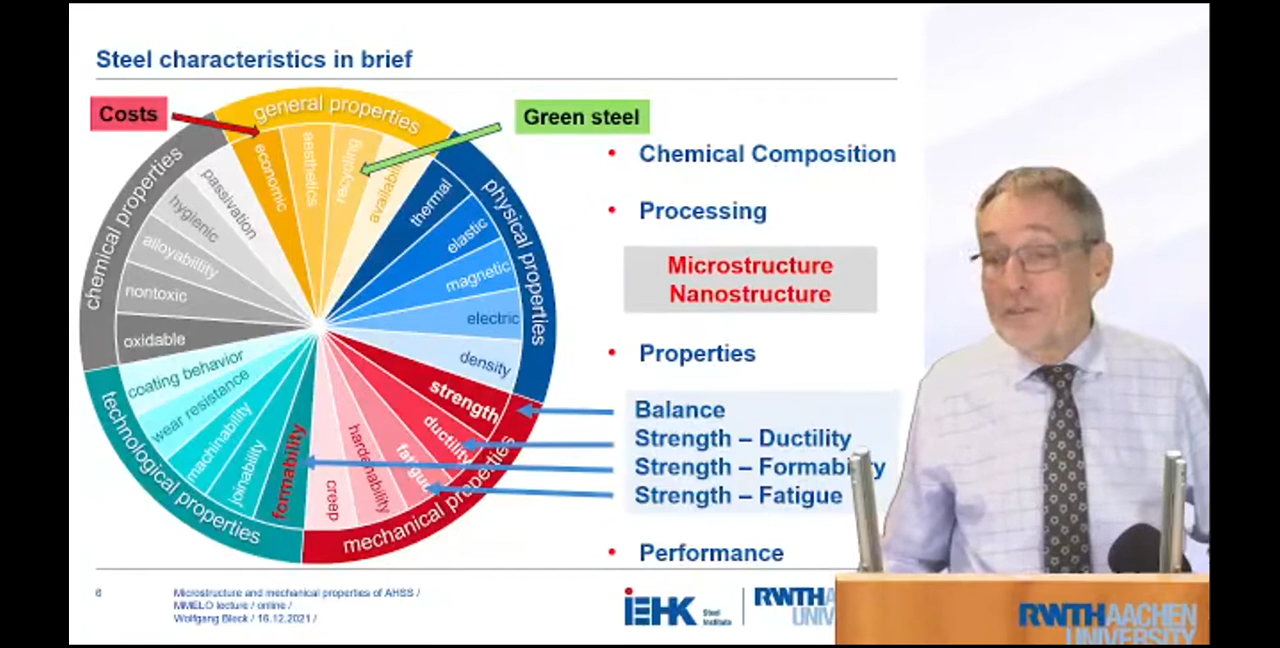 Steel characteristics in brief
Costs
general properties
Green steel
economic
aesthetics
recycling
physical properties
thermal
elastic
magnetic
electric
density
mechanical properties
strength
ductility
hardenability
creep
technological properties
formability
joinability
machinability
wear resistance
coating behavior
chemical properties
oxidable
nontoxic
alloyability
hygienic
passivation
• Chemical Composition
• Processing
Microstructure
Nanostructure
• Properties
Balance
Strength – Ductility
Strength – Formability
Strength – Fatigue
• Performance
6
Microstructure and mechanical properties of AHSS /
MMELO lecture / online /
Wolfgang Bleck / 16.12.2021 /
IEHK
Steel
Institute
RWTH
UNIV
RWTHAACHEN
UNIVERSITY